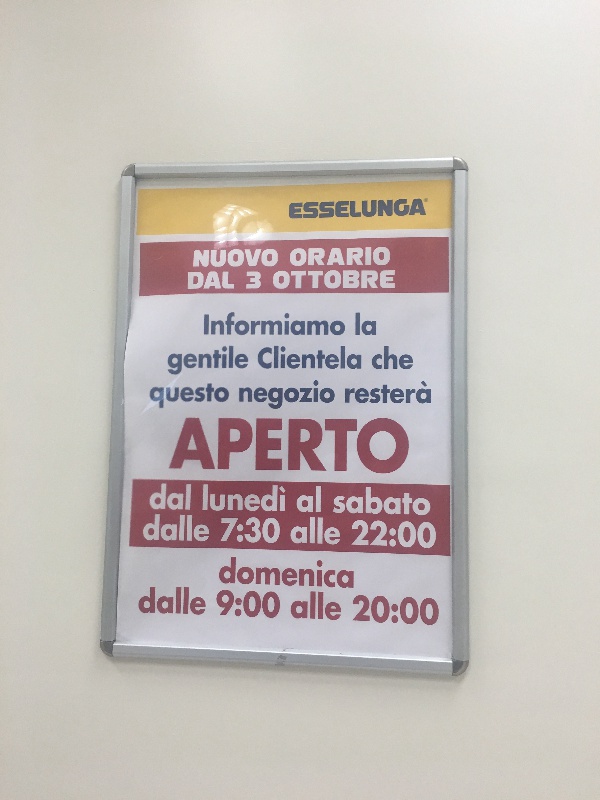 ESSELUNGA®
NUOVO ORARIO
DAL 3 OTTOBRE
Informiamo la
gentile Clientela che
questo negozio resterà
APERTO
dal lunedì al sabato
dalle 7:30 alle 22:00
domenica
dalle 9:00 alle 20:00